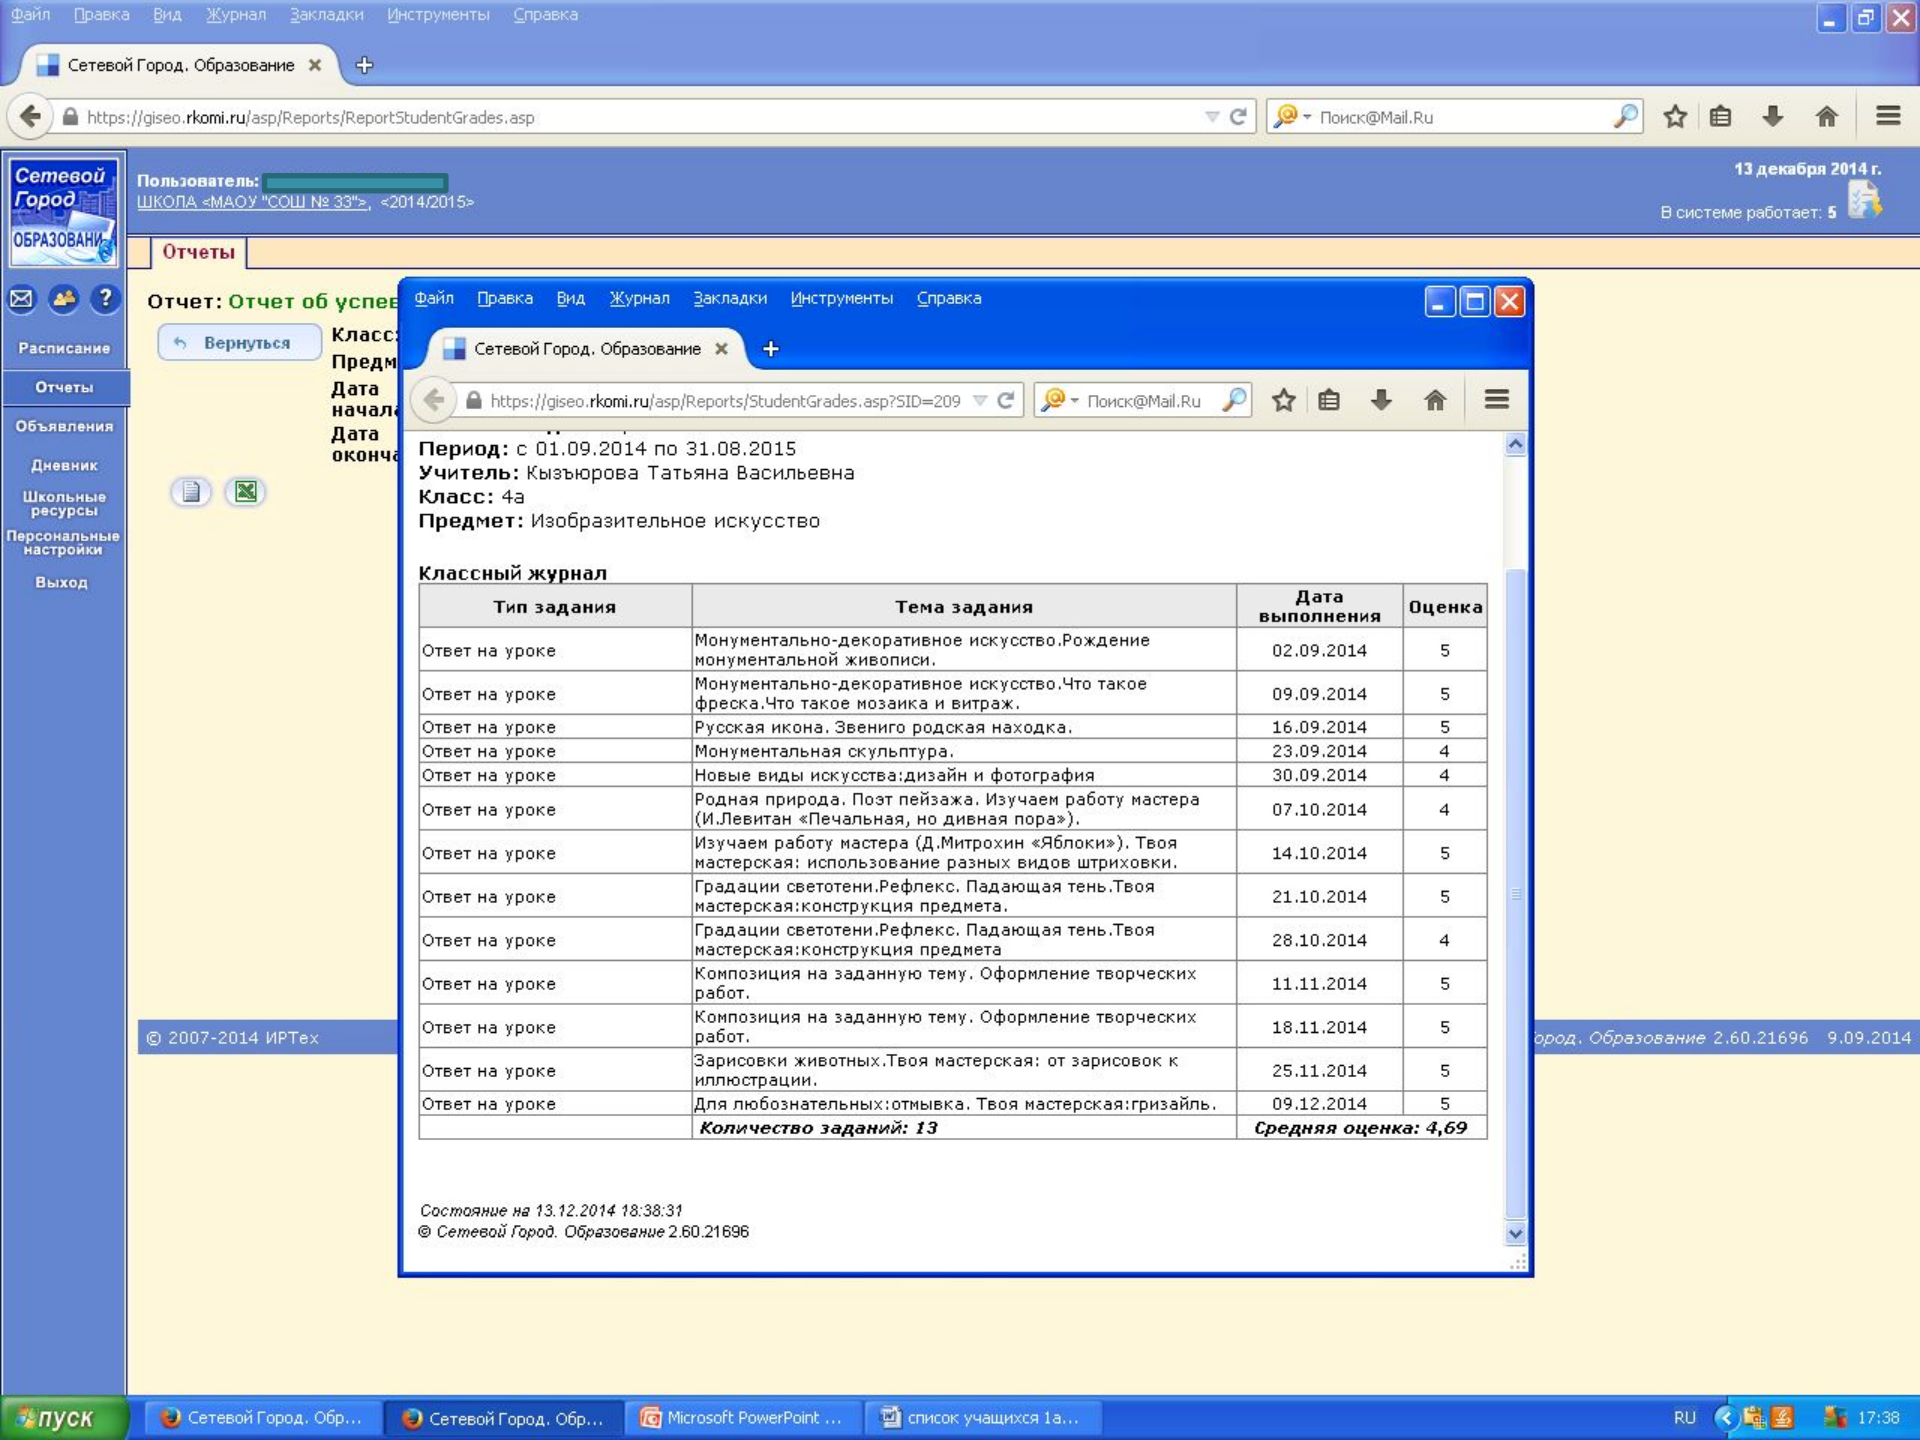 Файл Правка Вид Журнал Закладки Инструменты Справка
Сетевой Город. Образование
https://giseo.rkomi.ru/asp/Reports/ReportStudentGrades.asp
Поиск@Mail.Ru
Сетевой Город ОБРАЗОВАНИ
Пользователь:
ШКОЛА <МАОУ "СОШ № 33">, <2014/2015>
13 декабря 2014 г.
В системе работает: 5
Отчеты
Отчет: Отчет об успев
Вернуться
Класс:
Предм
Дата
начала
Дата
оконча
Расписание
Отчеты
Объявления
Дневник
Школьные
ресурсы
Персональные
настройки
Выход
Файл Правка Вид Журнал Закладки Инструменты Справка
Сетевой Город. Образование
https://giseo.rkomi.ru/asp/Reports/StudentGrades.asp?SID=209
Поиск@Mail.Ru
Период: с 01.09.2014 по 31.08.2015
Учитель: Кызъюрова Татьяна Васильевна
Класс: 4а
Предмет: Изобразительное искусство
Классный журнал
Тип задания Тема задания Дата выполнения Оценка
Ответ на уроке Монументально-декоративное искусство.Рождение монументальной живописи. 02.09.2014 5
Ответ на уроке Монументально-декоративное искусство.Что такое фреска.Что такое мозаика и витраж. 09.09.2014 5
Ответ на уроке Русская икона. Звениго родская находка. 16.09.2014 5
Ответ на уроке Монументальная скульптура. 23.09.2014 4
Ответ на уроке Новые виды искусства:дизайн и фотография 30.09.2014 4
Ответ на уроке Родная природа. Поэт пейзажа. Изучаем работу мастера (И.Левитан «Печальная, но дивная пора»). 07.10.2014 4
Ответ на уроке Изучаем работу мастера (Д.Митрохин «Яблоки»). Твоя мастерская: использование разных видов штриховки. 14.10.2014 5
Ответ на уроке Градации светотени.Рефлекс. Падающая тень.Твоя мастерская:конструкция предмета. 21.10.2014 5
Ответ на уроке Градации светотени.Рефлекс. Падающая тень.Твоя мастерская:конструкция предмета 28.10.2014 4
Ответ на уроке Композиция на заданную тему. Оформление творческих работ. 11.11.2014 5
Ответ на уроке Композиция на заданную тему. Оформление творческих работ. 18.11.2014 5
Ответ на уроке Зарисовки животных.Твоя мастерская: от зарисовок к иллюстрации. 25.11.2014 5
Ответ на уроке Для любознательных:отмывка. Твоя мастерская:гризайль. 09.12.2014 5
Количество заданий: 13 Средняя оценка: 4,69
Состояние на 13.12.2014 18:38:31
© Сетевой Город. Образование 2.60.21696
© 2007-2014 ИРТех
ород. Образование 2.60.21696 9.09.2014
пуск
Сетевой Город. Обр...
Сетевой Город. Обр...
Microsoft PowerPoint ...
список учащихся 1а...
RU
17:38